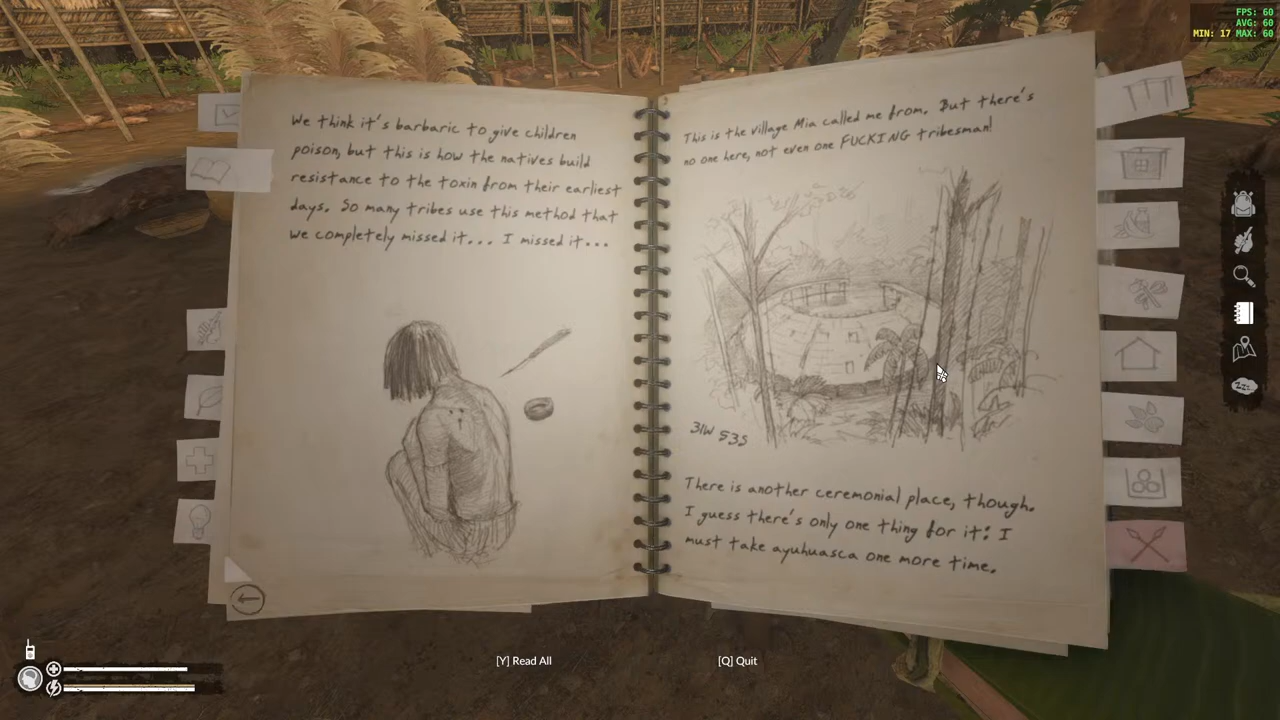 FPS: 60
AVG: 60
MIN: 17 MAX: 60
We think it's barbaric to give children
poison, but this is how the natives build
resistance to the toxin from their earliest
days. So many tribes use this method that
we completely missed it... I missed it...
This is the village Mia called me from. But there's
no one here, not even one FUCKING tribesman!
31W 53S
There is another ceremonial place, though.
I guess there's only one thing for it: I
must take ayuhuasca one more time.
[Y] Read All
[Q] Quit